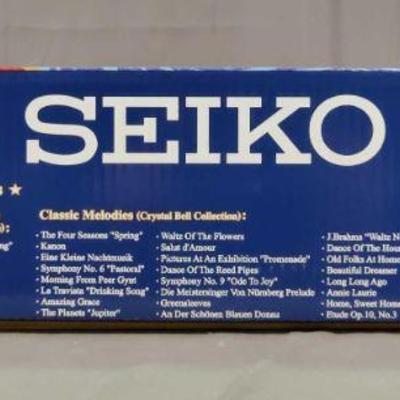 SEIKO
s ★
Classic Melodies (Crystal Bell Collection):
):
ng"
• The Four Seasons "Spring"
• Kanon
• Eine Kleine Nachtmusik
• Symphony No. 6 "Pastoral"
• Morning From Peer Gynt
• La Traviata "Drinking Song"
• Amazing Grace
• The Planets "Jupiter"
• Waltz Of The Flowers
• Salut d'Amour
• Pictures At An Exhibition "Promenade"
• Dance Of The Reed Pipes
• Symphony No. 9 "Ode To Joy"
• Die Meistersinger Von Nürnberg Prelude
• Greensleeves
• An Der Schönen Blauen Donau
• J.Brahms "Waltz N
• Dance Of The Hour
• Old Folks At Home
• Beautiful Dreamer
• Long Long Ago
• Annie Laurie
• Home, Sweet Home
• Etude Op.10, No.3